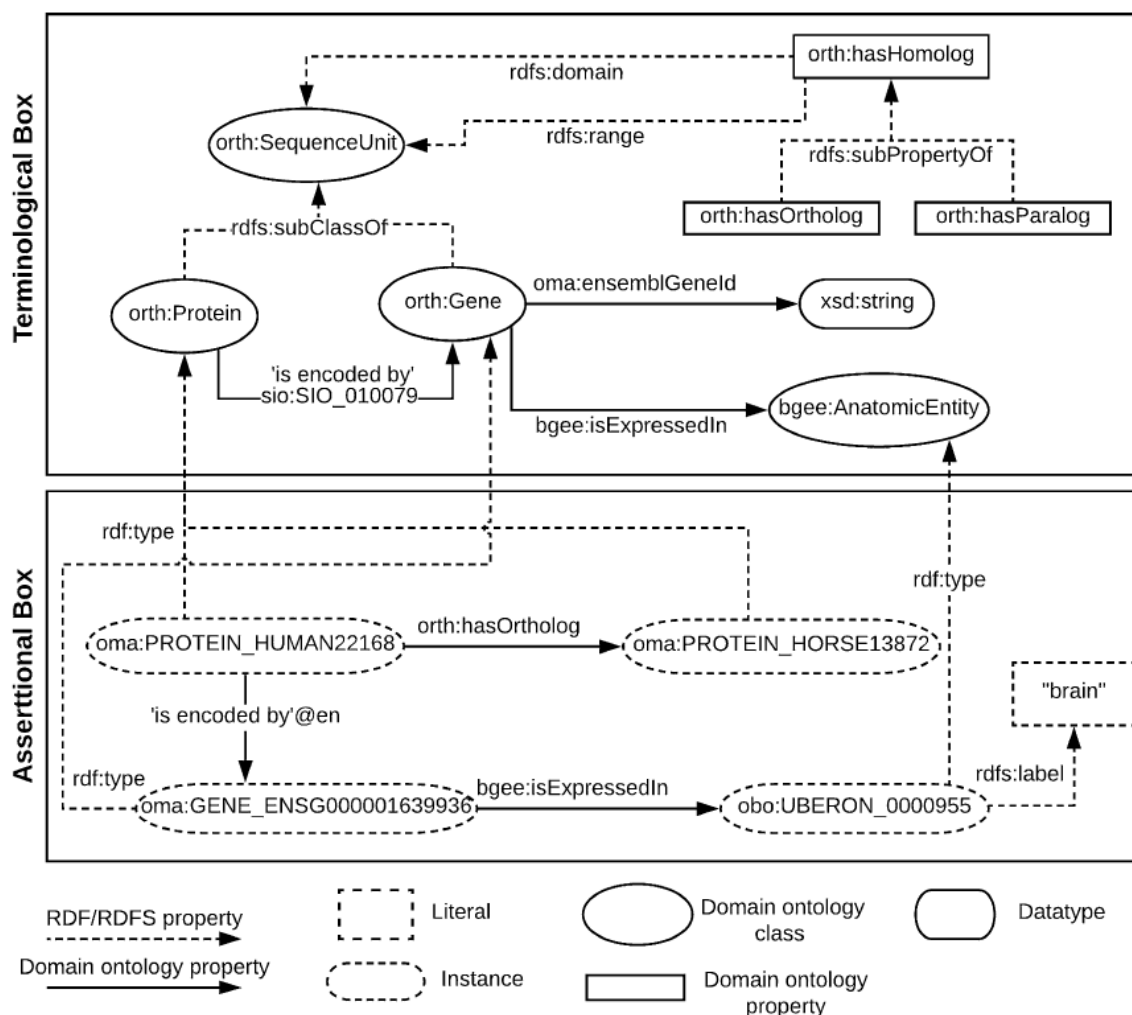 Terminological Box
orth:hasHomolog
rdfs:domain
orth:SequenceUnit
rdfs:range
rdfs:subPropertyOf
orth:hasOrtholog
orth:hasParalog
rdfs:subClassOf
orth:Protein
orth:Gene
oma:ensemblGeneId
xsd:string
'is encoded by'
sio:SIO_010079
bgee:isExpressedIn
bgee:AnatomicEntity
Asserttional Box
rdf:type
rdf:type
oma:PROTEIN_HUMAN22168
orth:hasOrtholog
oma:PROTEIN_HORSE13872
"brain"
'is encoded by'@en
rdf:type
rdfs:label
oma:GENE_ENSG000001639936
bgee:isExpressedIn
obo:UBERON_0000955
RDF/RDFS property
Literal
Domain ontology
class
Datatype
Domain ontology property
Instance
Domain ontology
property